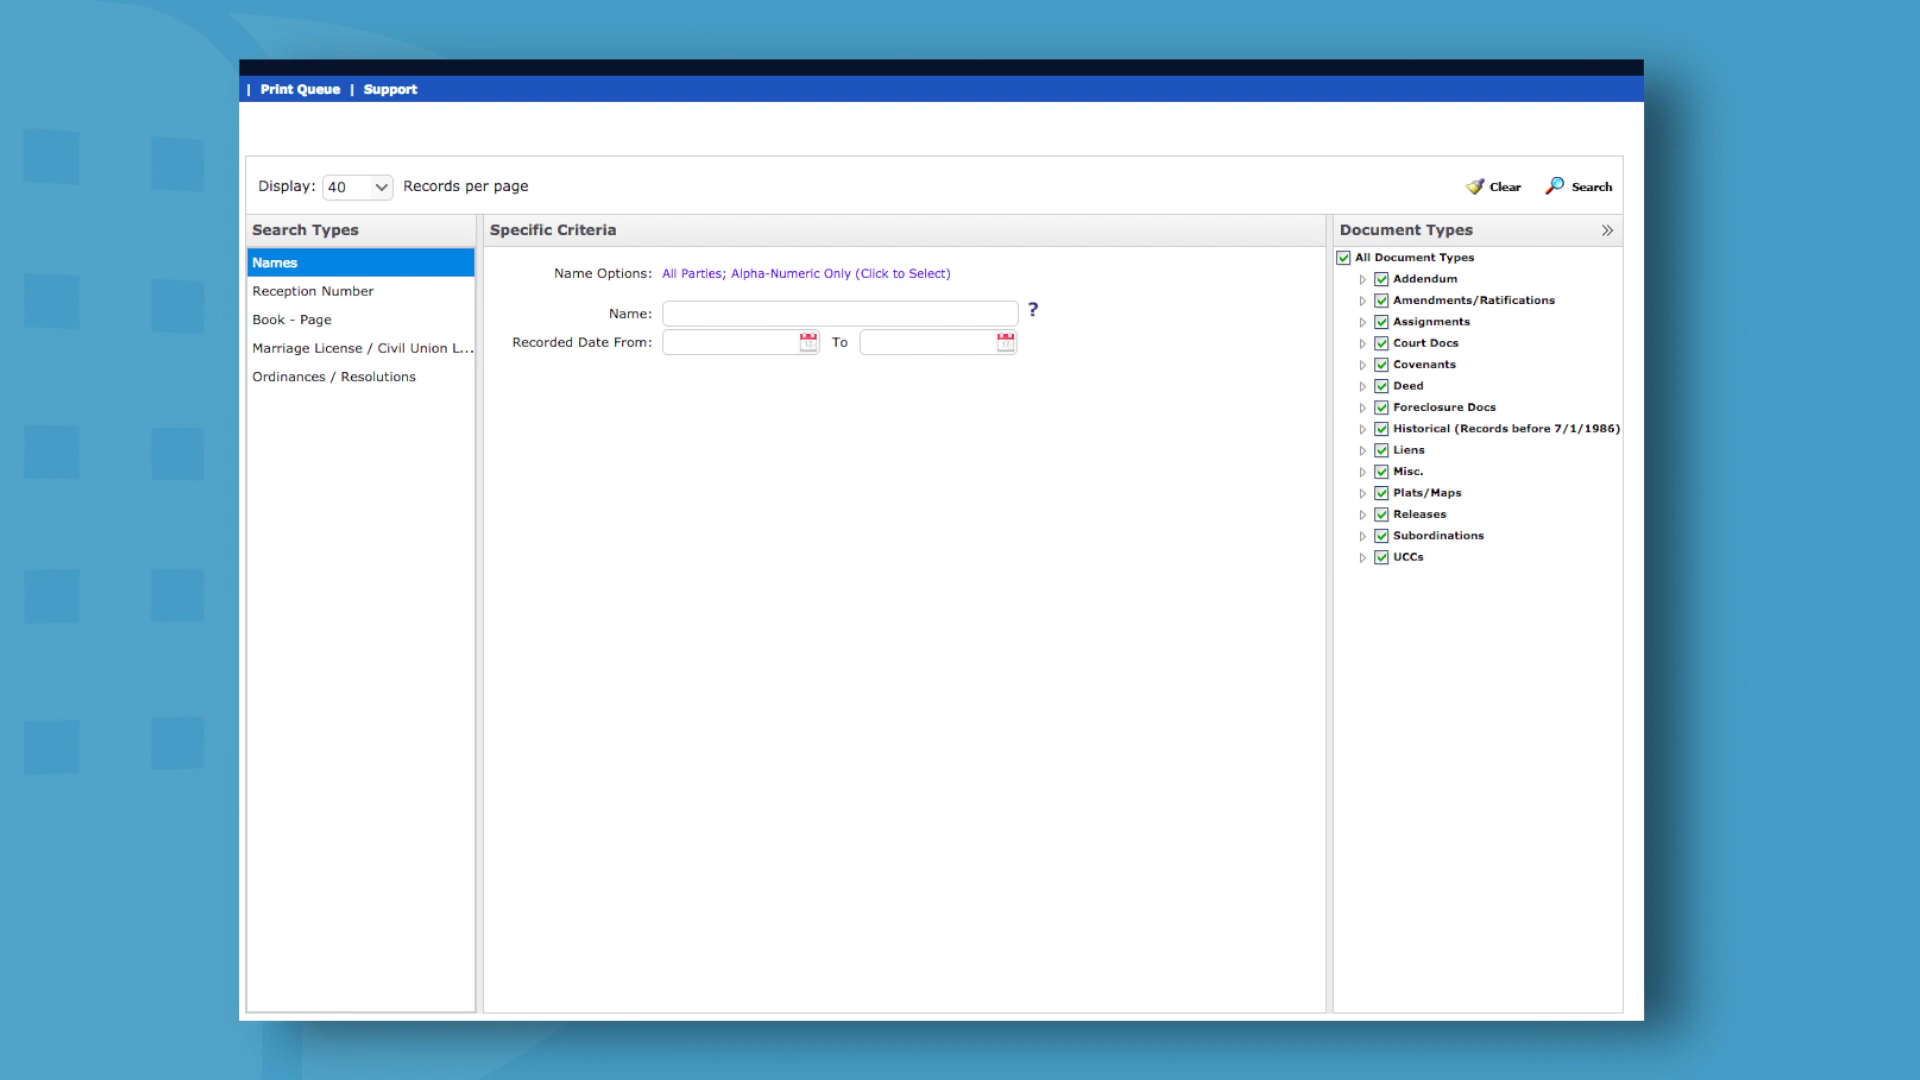 | Print Queue | Support
Display: 40 Records per page
Clear Search
Search Types
Names
Reception Number
Book - Page
Marriage License / Civil Union L...
Ordinances / Resolutions
Specific Criteria
Name Options: All Parties; Alpha-Numeric Only (Click to Select)
Name: ?
Recorded Date From: To
Document Types »
All Document Types
Addendum
Amendments/Ratifications
Assignments
Court Docs
Covenants
Deed
Foreclosure Docs
Historical (Records before 7/1/1986)
Liens
Misc.
Plats/Maps
Releases
Subordinations
UCCs